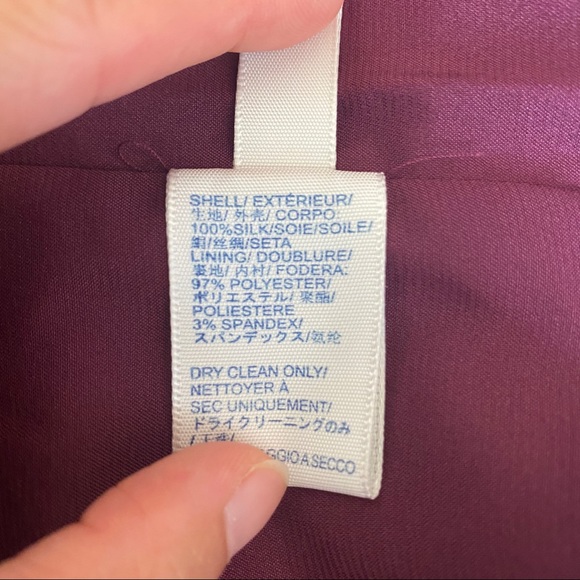 SHELL/ EXTÉRIEUR/
生地/ 外壳/ CORPO:
100%SILK/SOIE/SOILE/
絹/丝绸/SETA
LINING/ DOUBLURE/
裏地/ 内衬/ FODERA:
97% POLYESTER/
ポリエステル/ 聚酯/
POLIESTERE
3% SPANDEX/
スパンデックス/氨纶
DRY CLEAN ONLY/
NETTOYER À
SEC UNIQUEMENT/
ドライクリーニングのみ
GGIO A SECCO